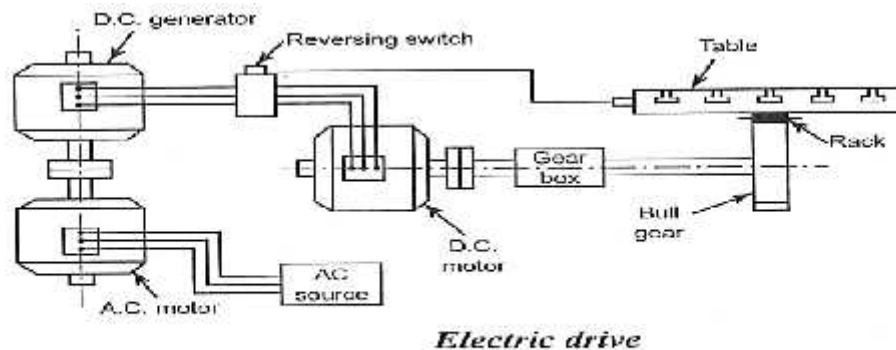 D.C. generator
Reversing switch
Table
Rack
Gear
box
Bull
gear
D.C.
motor
AC
source
A.C. motor
Electric drive